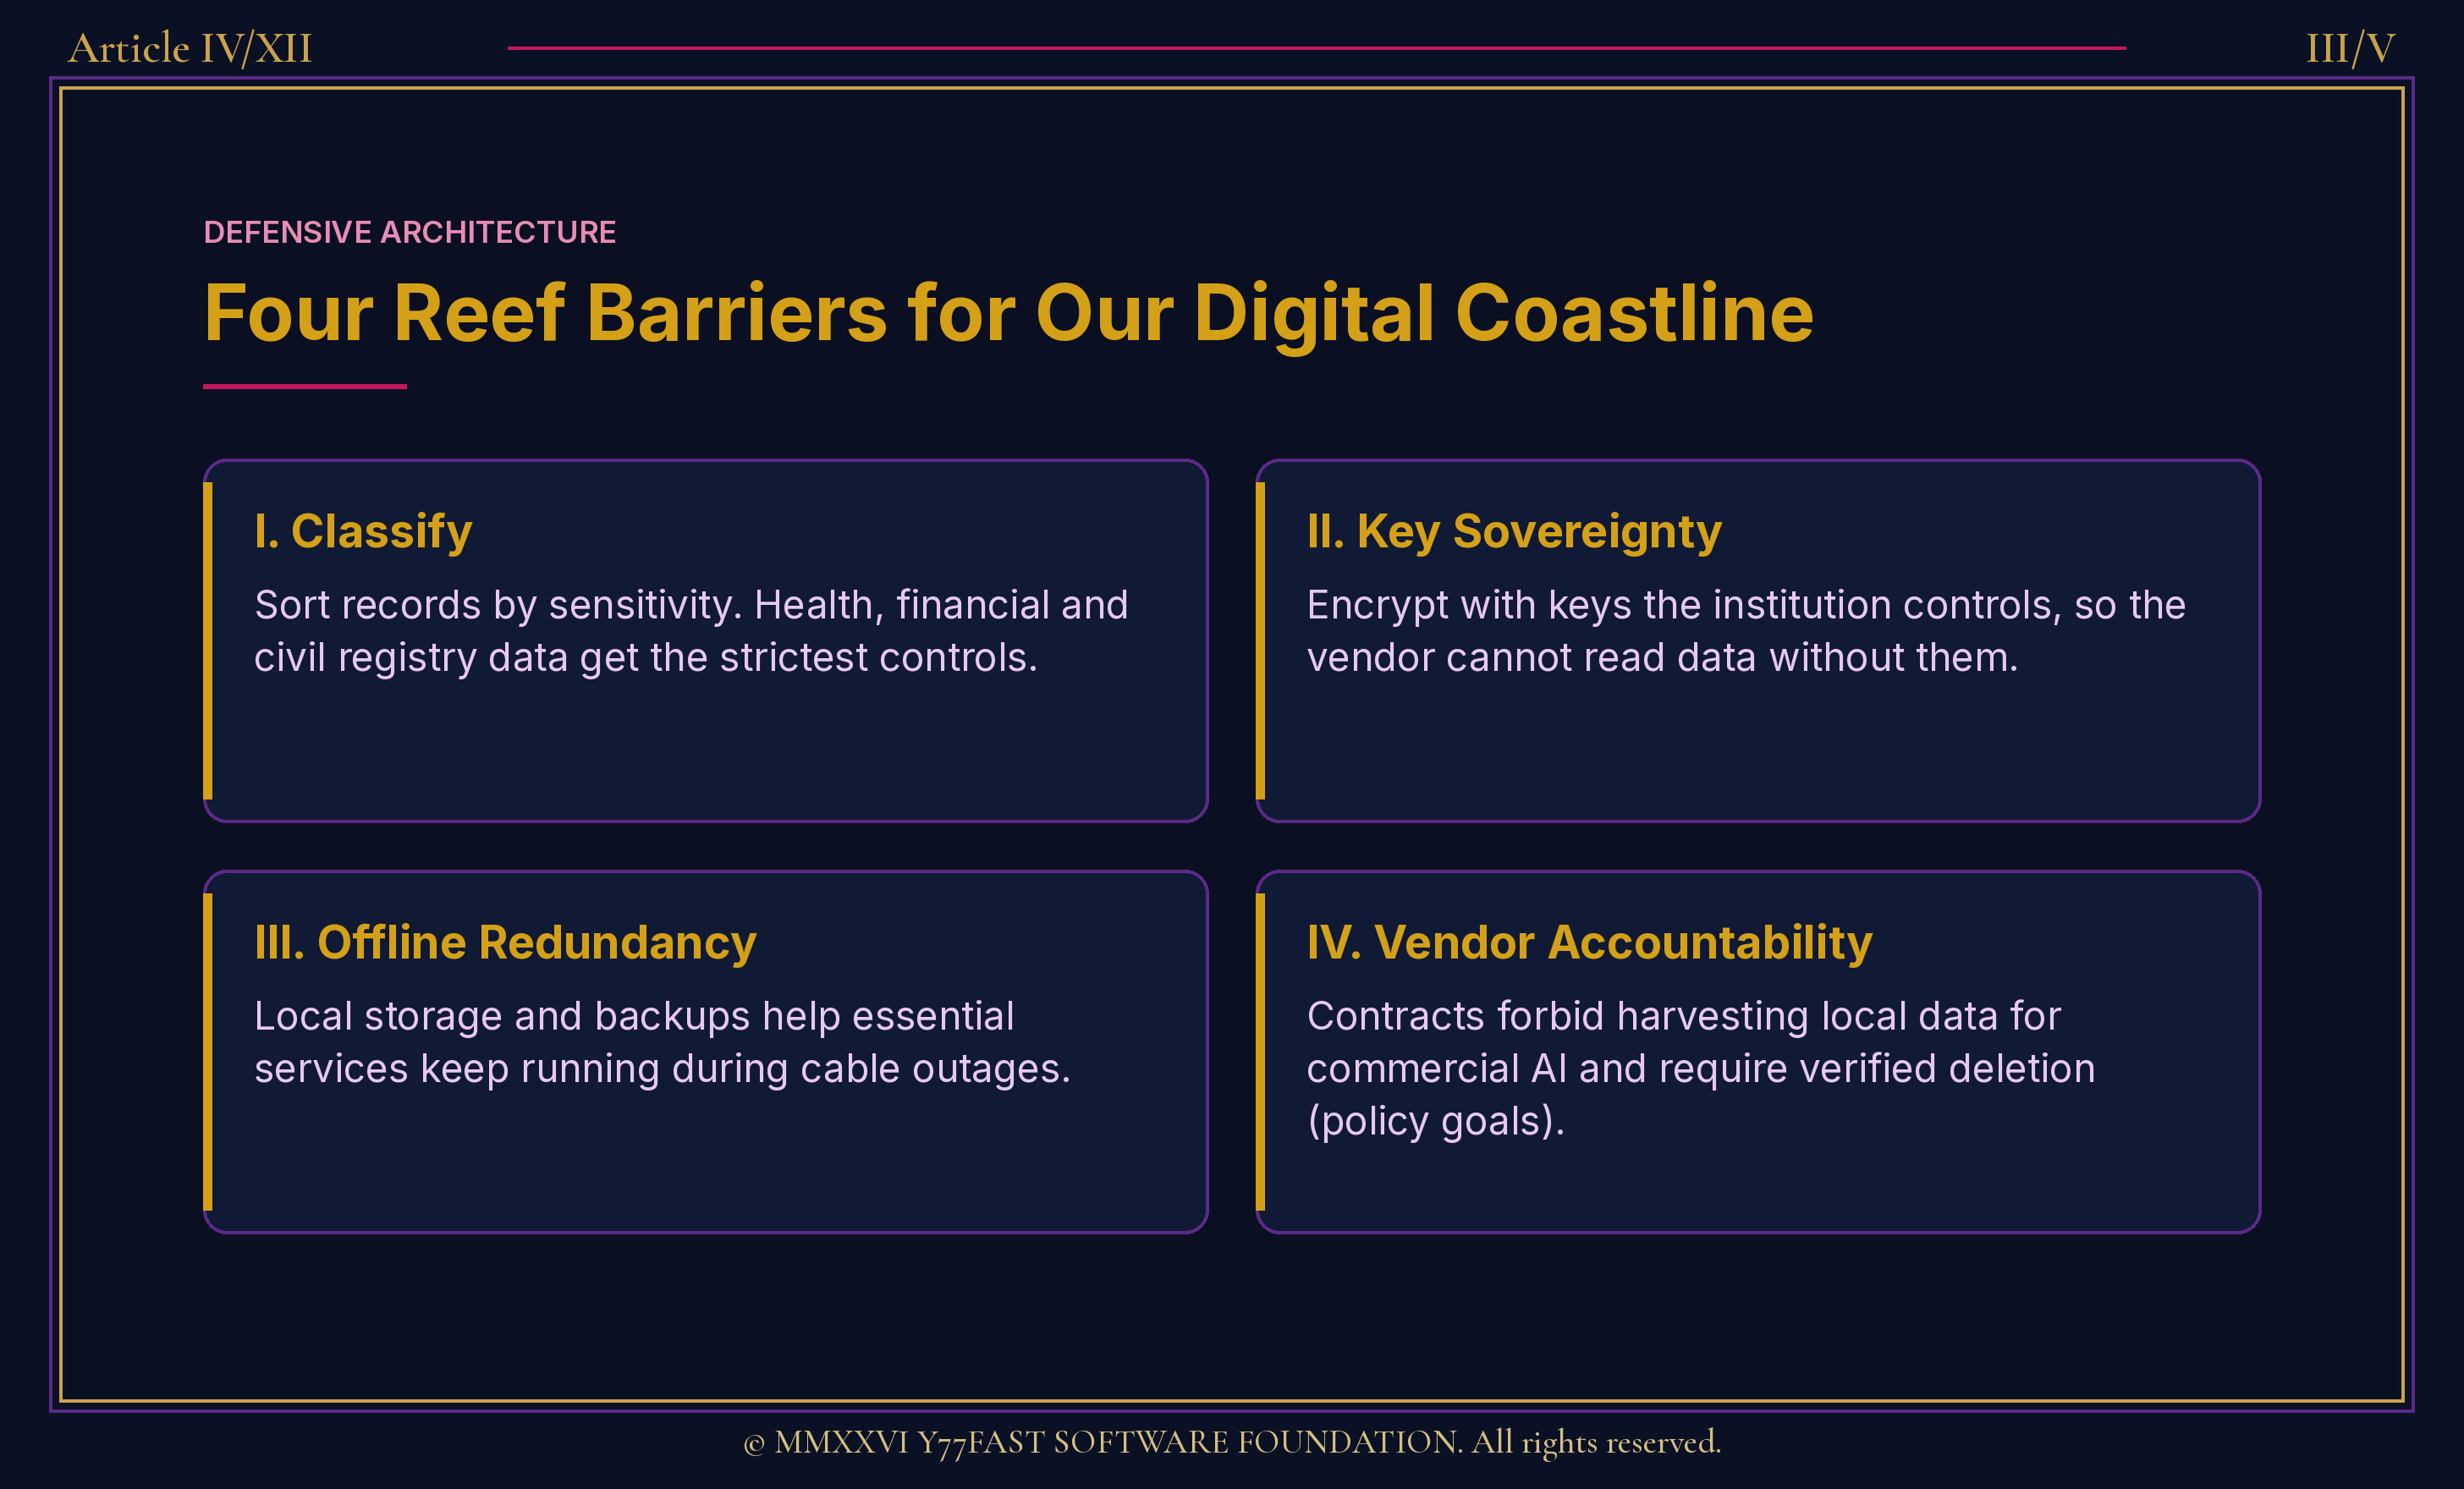 Article IV/XII
III/V
DEFENSIVE ARCHITECTURE
Four Reef Barriers for Our Digital Coastline
I. Classify
Sort records by sensitivity. Health, financial and
civil registry data get the strictest controls.
II. Key Sovereignty
Encrypt with keys the institution controls, so the
vendor cannot read data without them.
III. Offline Redundancy
Local storage and backups help essential
services keep running during cable outages.
IV. Vendor Accountability
Contracts forbid harvesting local data for
commercial AI and require verified deletion
(policy goals).
© MMXXVI Y77FAST SOFTWARE FOUNDATION. All rights reserved.